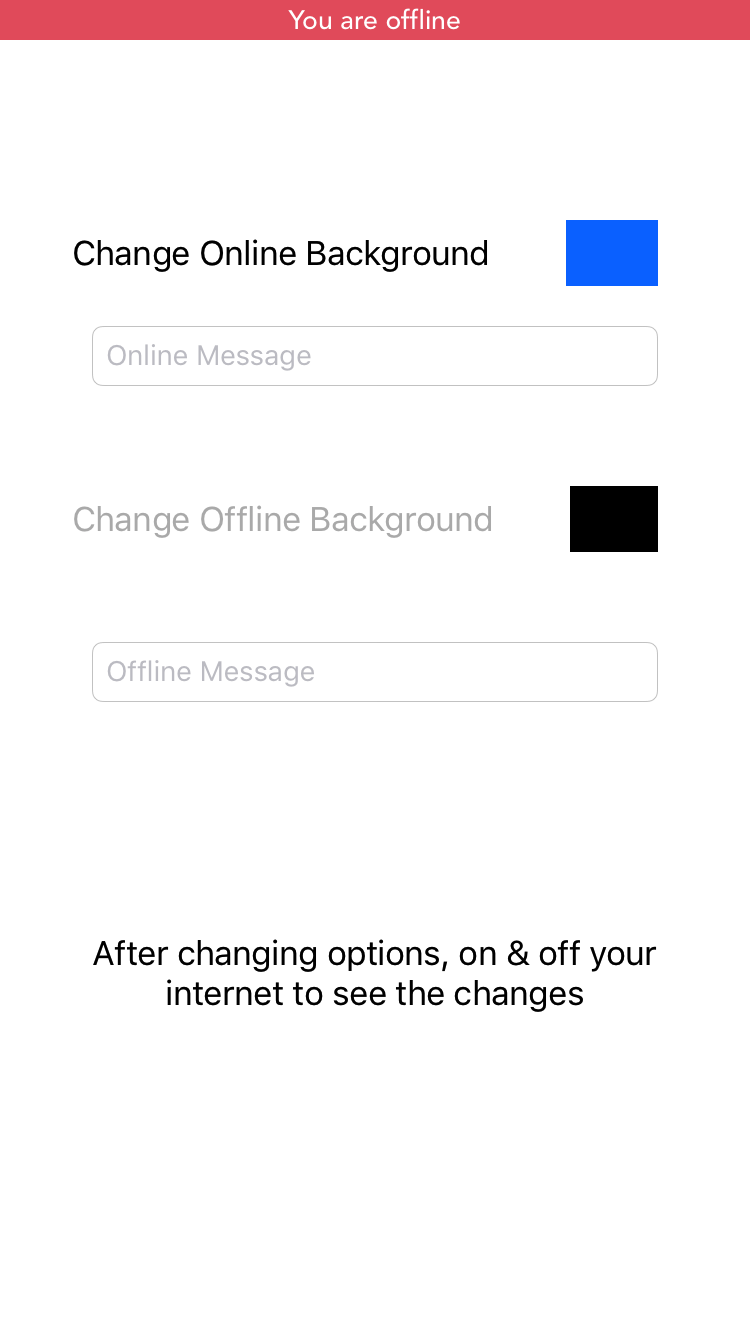 You are offline
Change Online Background
Online Message
Change Offline Background
Offline Message
After changing options, on & off your
internet to see the changes